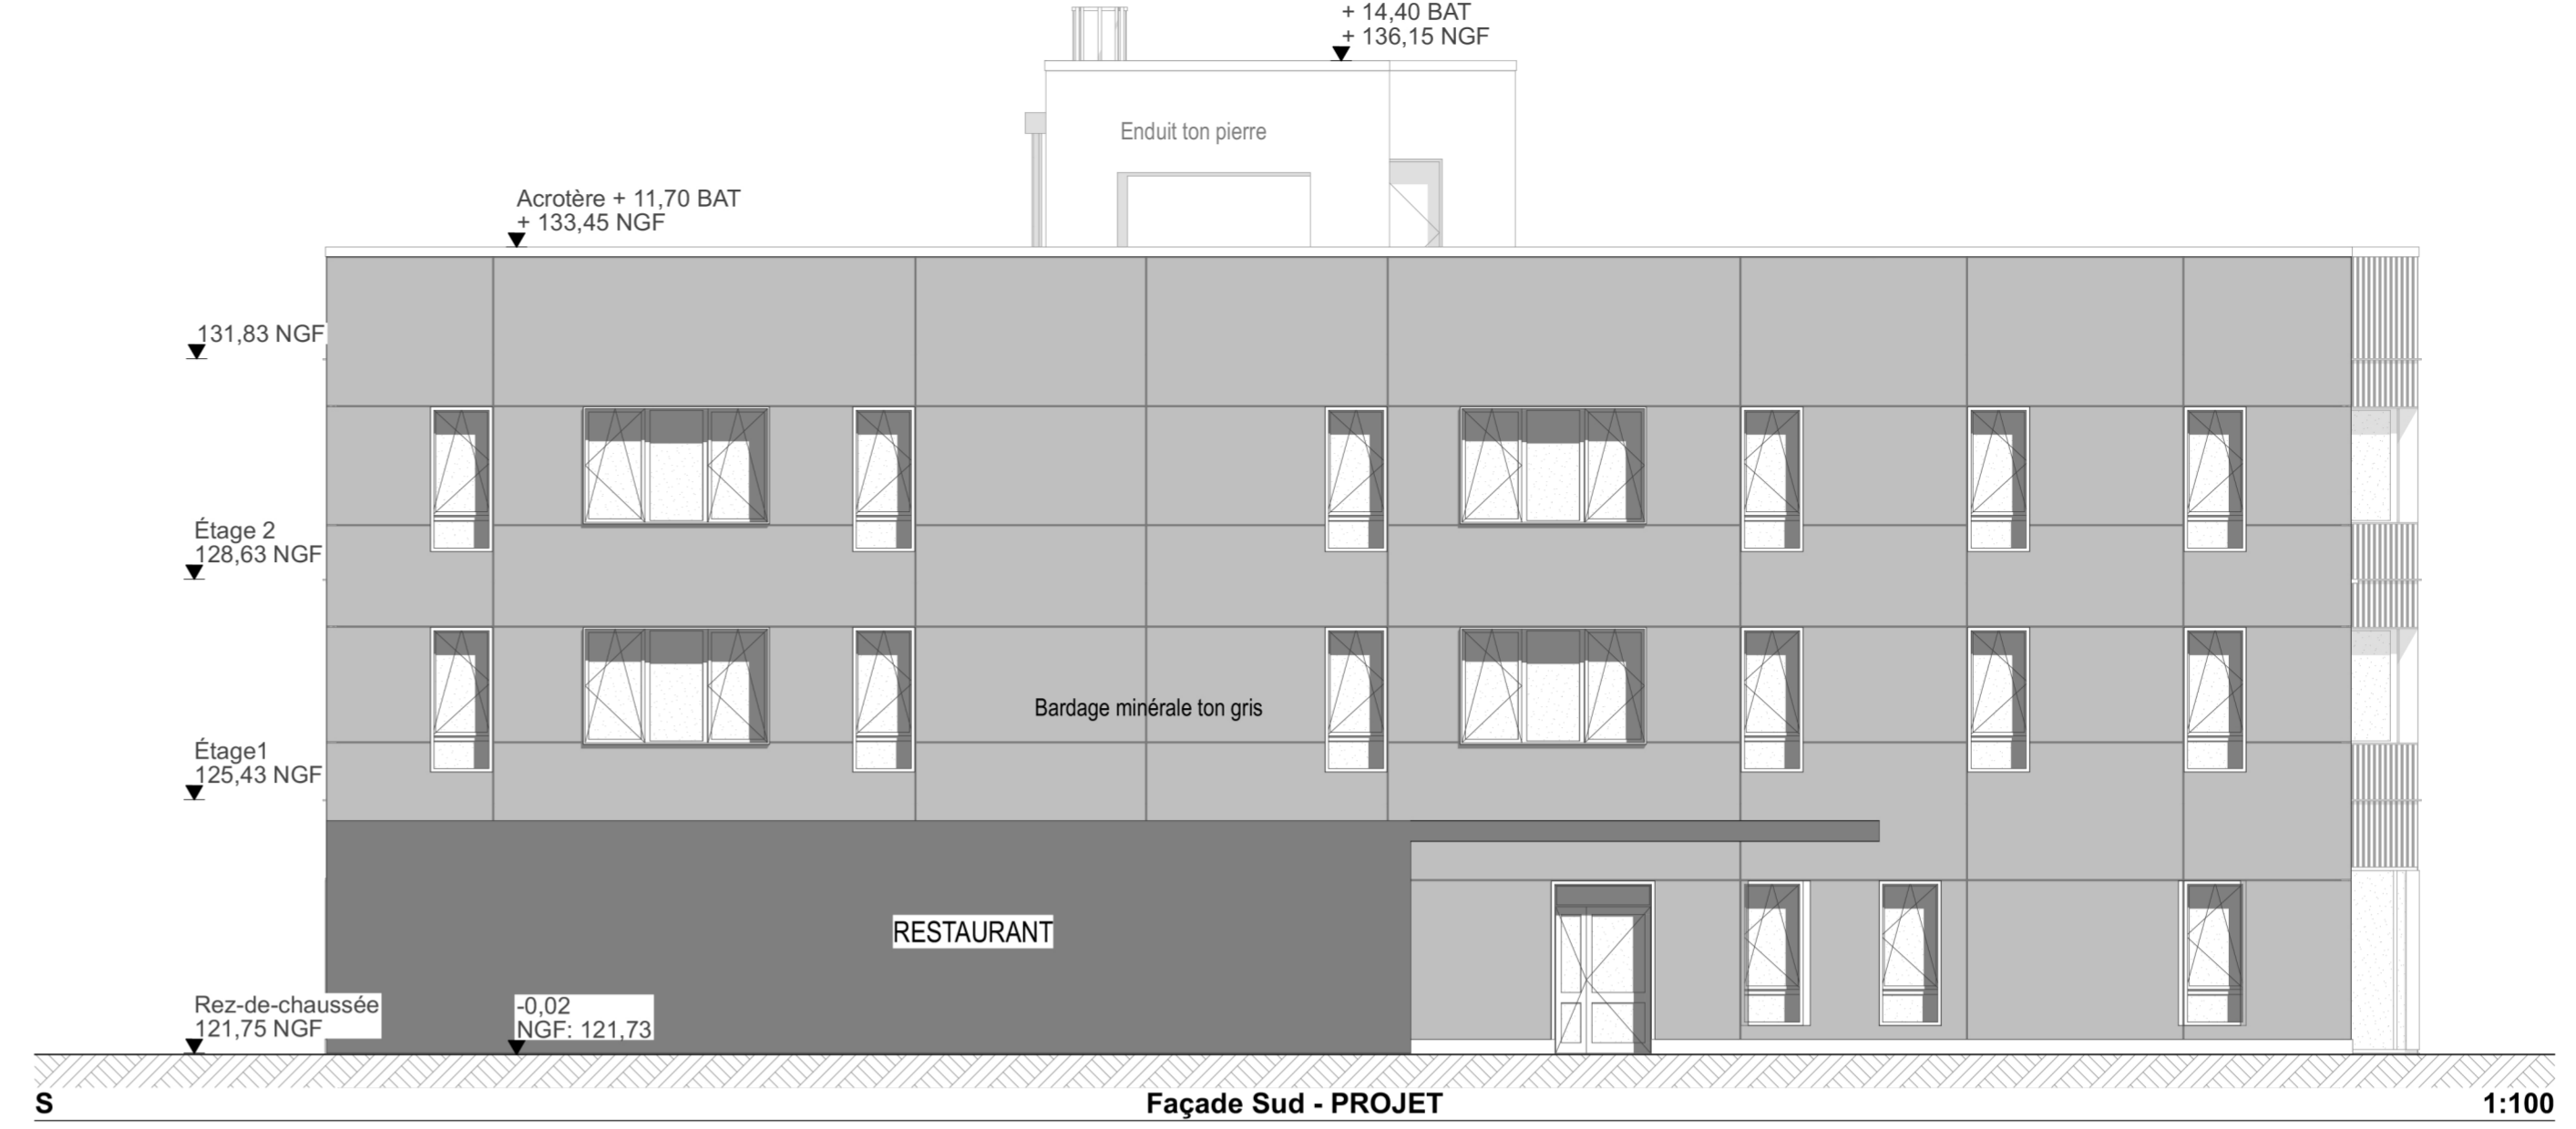 + 14,40 BAT
+ 136,15 NGF
Enduit ton pierre
Acrotère + 11,70 BAT
+ 133,45 NGF
131,83 NGF
Étage 2
128,63 NGF
Bardage minérale ton gris
Étage1
125,43 NGF
RESTAURANT
Rez-de-chaussée
121,75 NGF
-0,02
NGF: 121,73
S
Façade Sud - PROJET
1:100